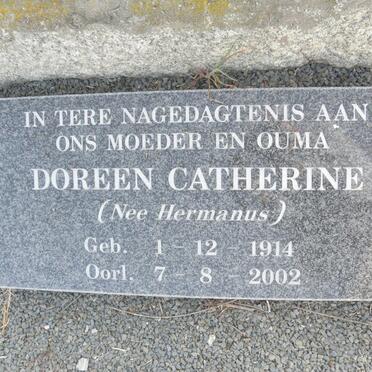 IN TERE NAGEDAGTENIS AAN
ONS MOEDER EN OUMA
DOREEN CATHERINE
(Nee Hermanus)
Geb. 1 - 12 - 1914
Oorl. 7 - 8 - 2002